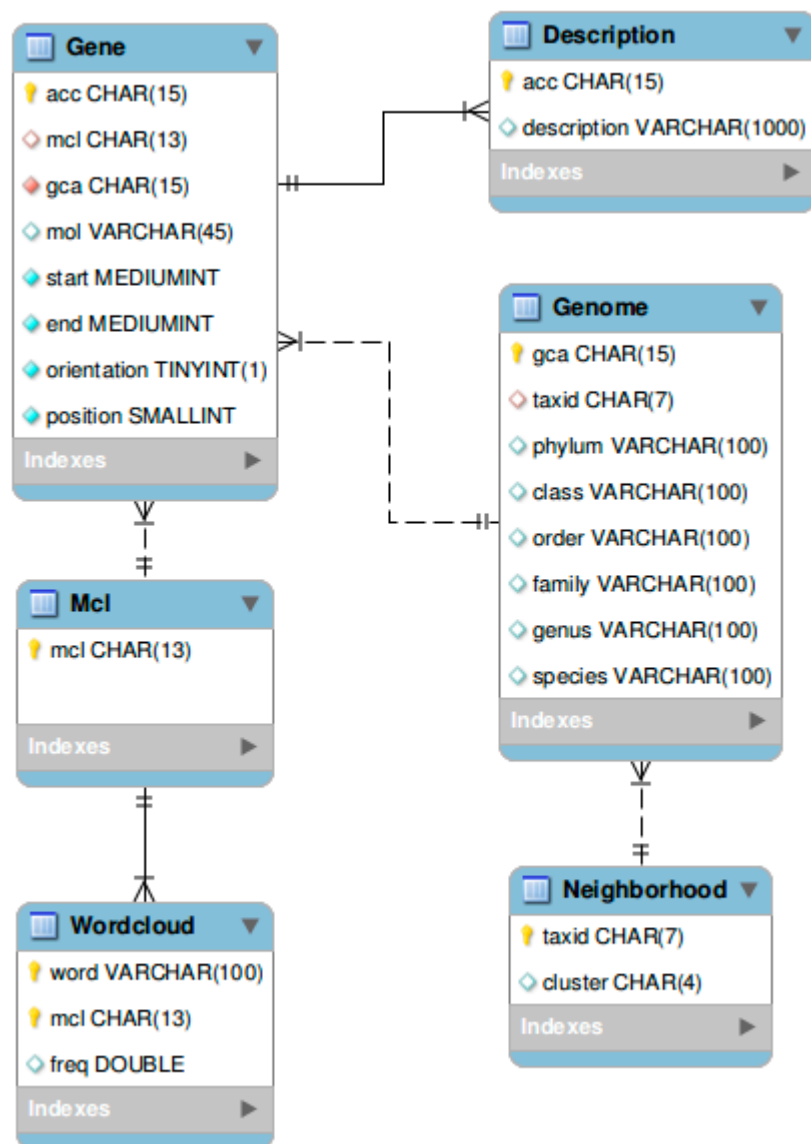 Gene
acc CHAR(15)
mcl CHAR(13)
gca CHAR(15)
mol VARCHAR(45)
start MEDIUMINT
end MEDIUMINT
orientation TINYINT(1)
position SMALLINT
Indexes
Description
acc CHAR(15)
description VARCHAR(1000)
Indexes
Genome
gca CHAR(15)
taxid CHAR(7)
phylum VARCHAR(100)
class VARCHAR(100)
order VARCHAR(100)
family VARCHAR(100)
genus VARCHAR(100)
species VARCHAR(100)
Indexes
Mcl
mcl CHAR(13)
Indexes
Wordcloud
word VARCHAR(100)
mcl CHAR(13)
freq DOUBLE
Indexes
Neighborhood
taxid CHAR(7)
cluster CHAR(4)
Indexes